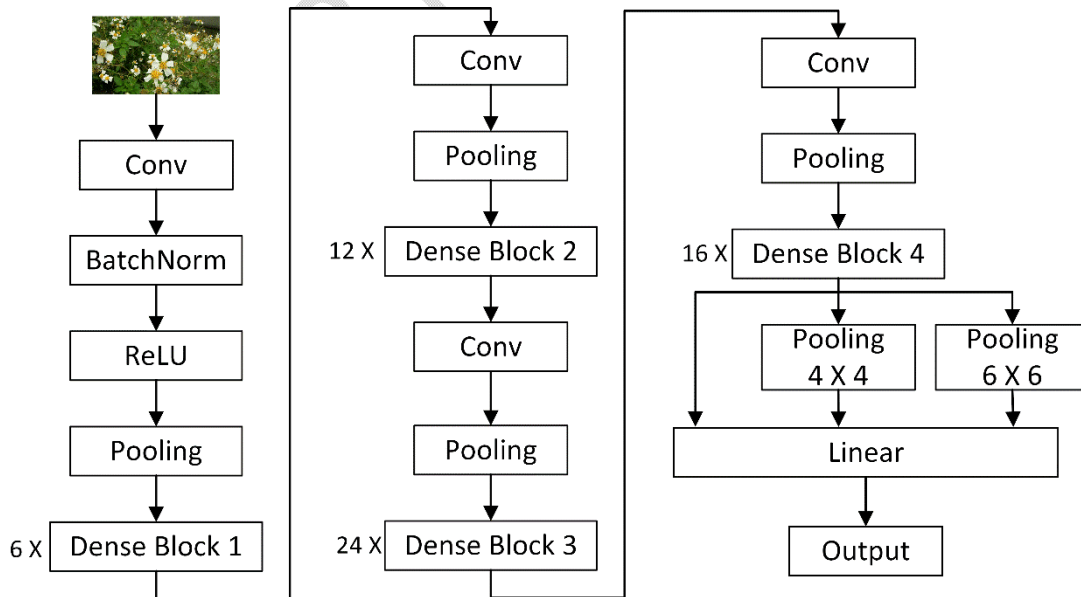 Conv
BatchNorm
ReLU
Pooling
6 X Dense Block 1
Conv
Pooling
12 X Dense Block 2
Conv
Pooling
24 X Dense Block 3
Conv
Pooling
16 X Dense Block 4
Pooling
4 X 4
Pooling
6 X 6
Linear
Output